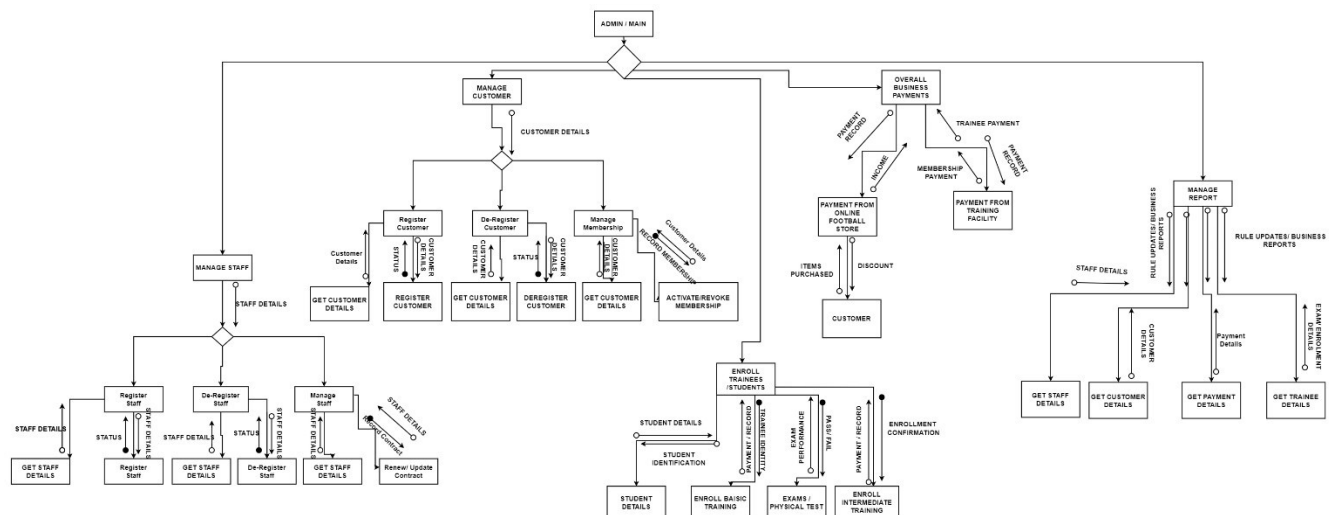 ADMIN / MAIN
MANAGE
CUSTOMER
CUSTOMER DETAILS
OVERALL
BUSINESS
PAYMENTS
PAYMENT
RECORD
INCOME
TRAINEE PAYMENT
MEMBERSHIP
PAYMENT
PAYMENT
RECORD
PAYMENT FROM
ONLINE
FOOTBALL
STORE
PAYMENT FROM
TRAINING
FACILITY
ITEMS
PURCHASED
DISCOUNT
CUSTOMER
MANAGE
REPORT
RULE UPDATES/ BUSINESS
REPORTS
RULE UPDATES/ BUSINESS
REPORTS
STAFF DETAILS
CUSTOMER
DETAILS
Payment
Details
EXAM/ ENROLMENT
DETAILS
GET STAFF
DETAILS
GET CUSTOMER
DETAILS
GET PAYMENT
DETAILS
GET TRAINEE
DETAILS
Register
Customer
De-Register
Customer
Manage
Membership
Customer
Details
STATUS
CUSTOMER
DETAILS
CUSTOMER
DETAILS
STATUS
CUSTOMER
DETIALS
CUSTOMER
DETAILS
Customer Details
RECORD MEMBERSHIP
GET CUSTOMER
DETAILS
REGISTER
CUSTOMER
GET CUSTOMER
DETAILS
DEREGISTER
CUSTOMER
GET CUSTOMER
DETAILS
ACTIVATE/REVOKE
MEMBERSHIP
MANAGE STAFF
STAFF DETAILS
Register
Staff
De-Register
Staff
Manage
Staff
STAFF DETAILS
STATUS
STAFF DETAILS
STAFF DETAILS
STATUS
STAFF DETAILS
STAFF DETAILS
STAFF DETAILS
Record Contract
GET STAFF
DETAILS
Register
Staff
GET STAFF
DETAILS
De-Register
Staff
GET STAFF
DETAILS
Renew/ Update
Contract
ENROLL
TRAINEES
/STUDENTS
STUDENT DETAILS
STUDENT
IDENTIFICATION
PAYMENT / RECORD
TRAINEE IDENTITY
EXAM
PERFORMANCE
PASS/ FAIL
PAYMENT / RECORD
ENROLLMENT
CONFIRMATION
STUDENT
DETAILS
ENROLL BAISIC
TRAINING
EXAMS /
PHYSICAL TEST
ENROLL
INTERMEDIATE
TRAINING